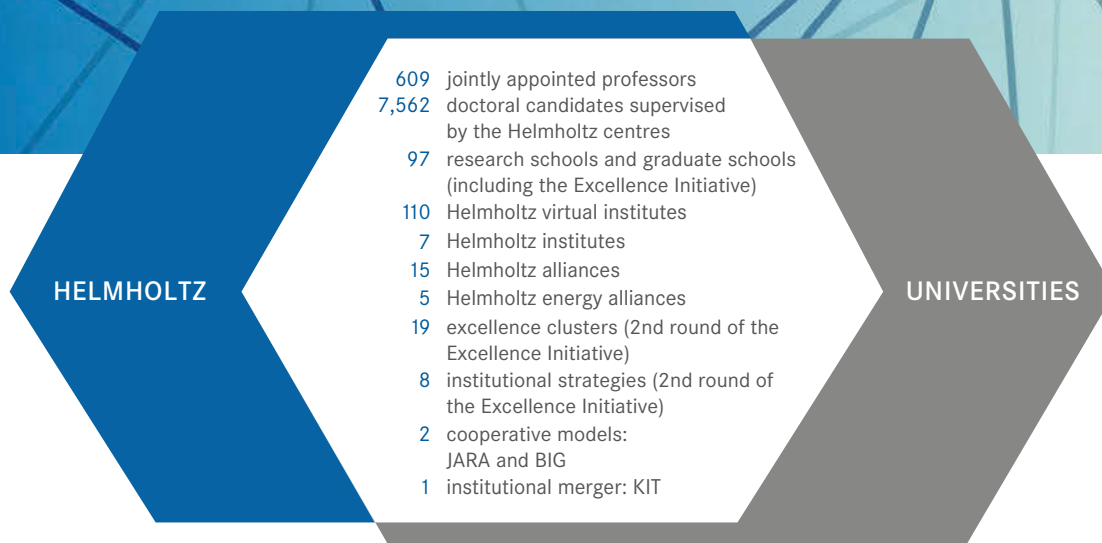 609 jointly appointed professors
7,562 doctoral candidates supervised
by the Helmholtz centres
97 research schools and graduate schools
(including the Excellence Initiative)
110 Helmholtz virtual institutes
7 Helmholtz institutes
15 Helmholtz alliances
HELMHOLTZ
UNIVERSITIES
5 Helmholtz energy alliances
19 excellence clusters (2nd round of the
Excellence Initiative)
8 institutional strategies (2nd round of
the Excellence Initiative)
2 cooperative models:
JARA and BIG
1 institutional merger: KIT